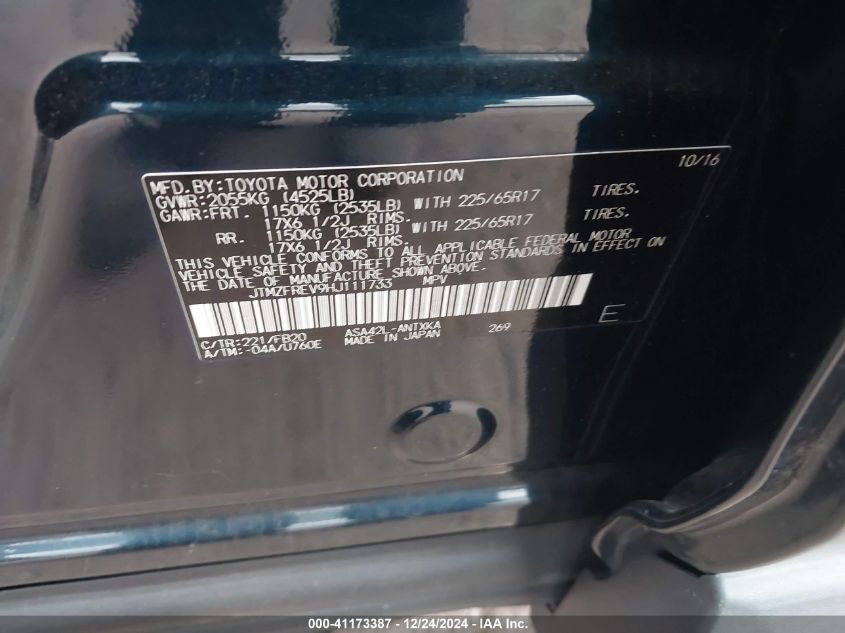 MFD.BY:TOYOTA MOTOR CORPORATION 10/16
GVWR:2055KG (4525LB)
GAWR:FRT. 1150KG (2535LB) WITH 225/65R17 TIRES.
17X6 1/2J RIMS.
RR. 1150KG (2535LB) WITH 225/65R17 TIRES.
17X6 1/2J RIMS.
THIS VEHICLE CONFORMS TO ALL APPLICABLE FEDERAL MOTOR
VEHICLE SAFETY AND THEFT PREVENTION STANDARDS IN EFFECT ON
THE DATE OF MANUFACTURE SHOWN ABOVE.
JTMZFREV9HJ111733 MPV
E
C/TR:221/FB20 ASA42L-ANTXKA 269
A/TM:-04A/U760E MADE IN JAPAN
000-41173387 - 12/24/2024 - IAA Inc.